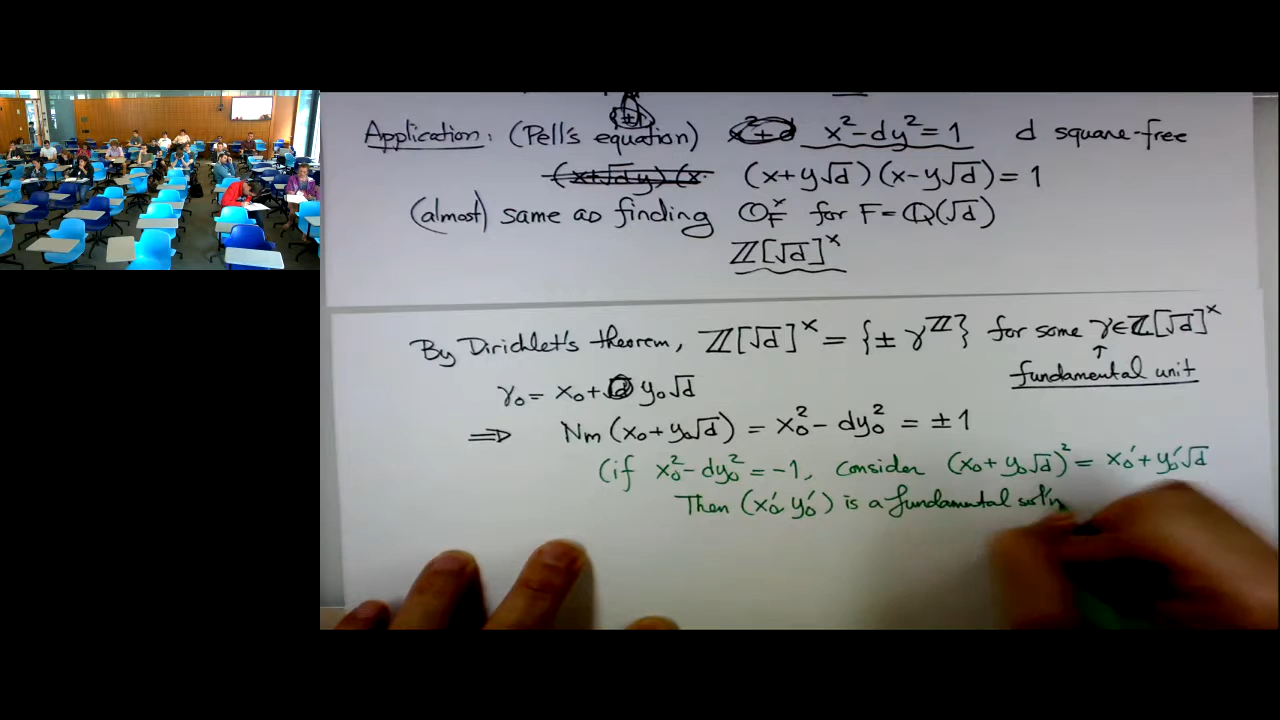 Application: (Pell's equation) x² - dy² = 1 d square-free
(x+y√d)(x-y√d) = 1
(almost) same as finding O_F^× for F = ℚ(√d)
ℤ[√d]^×
By Dirichlet's theorem, ℤ[√d]^× = {± γ^ℤ} for some γ ∈ ℤ[√d]^×
↑
fundamental unit
γ₀ = x₀ + y₀√d
⟹ Nm (x₀ + y₀√d) = x₀² - dy₀² = ± 1
(if x₀² - dy₀² = -1, consider (x₀ + y₀√d)² = x₀' + y₀'√d
Then (x₀', y₀') is a fundamental sol'n